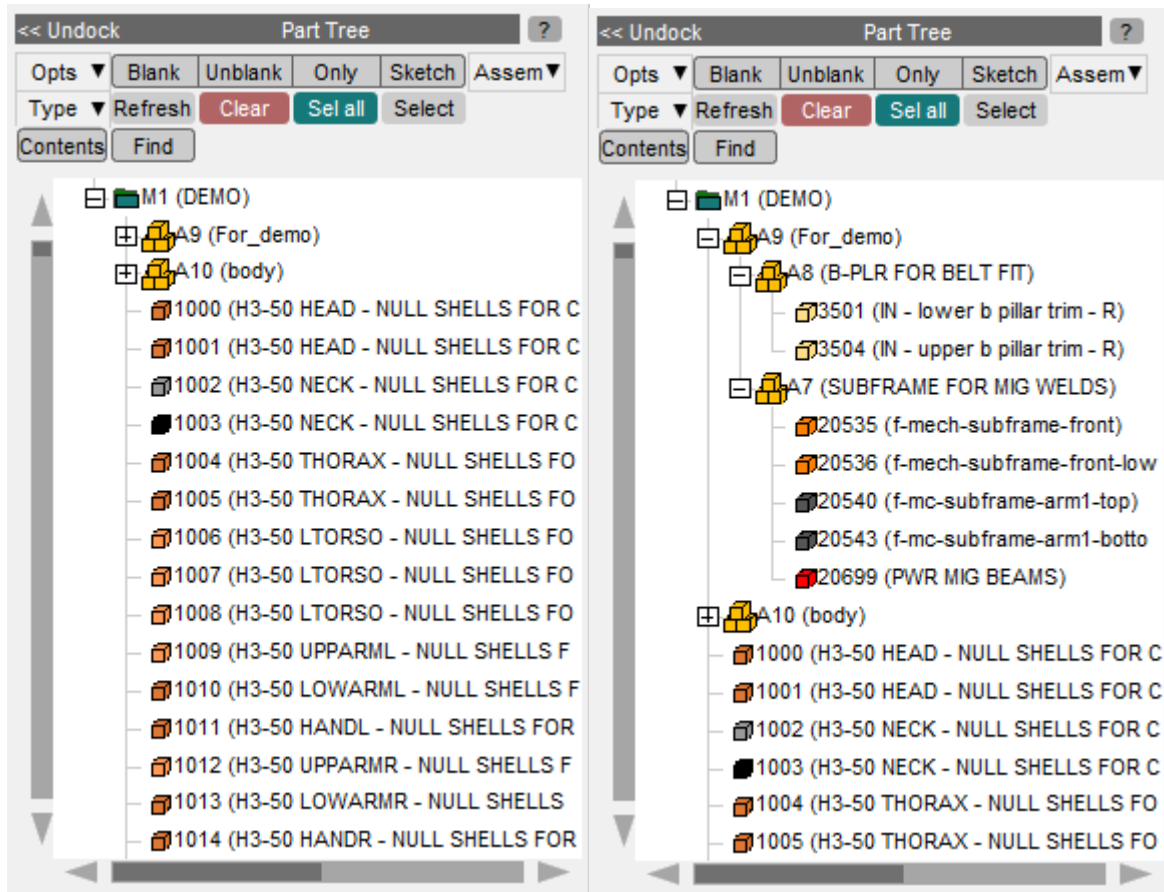 << Undock Part Tree ?
Opts ▼ Blank Unblank Only Sketch Assem▼
Type ▼ Refresh Clear Sel all Select
Contents Find
M1 (DEMO)
A9 (For_demo)
A10 (body)
1000 (H3-50 HEAD - NULL SHELLS FOR C
1001 (H3-50 HEAD - NULL SHELLS FOR C
1002 (H3-50 NECK - NULL SHELLS FOR C
1003 (H3-50 NECK - NULL SHELLS FOR C
1004 (H3-50 THORAX - NULL SHELLS FO
1005 (H3-50 THORAX - NULL SHELLS FO
1006 (H3-50 LTORSO - NULL SHELLS FO
1007 (H3-50 LTORSO - NULL SHELLS FO
1008 (H3-50 LTORSO - NULL SHELLS FO
1009 (H3-50 UPPARML - NULL SHELLS F
1010 (H3-50 LOWARML - NULL SHELLS F
1011 (H3-50 HANDL - NULL SHELLS FOR
1012 (H3-50 UPPARMR - NULL SHELLS F
1013 (H3-50 LOWARMR - NULL SHELLS
1014 (H3-50 HANDR - NULL SHELLS FOR
<< Undock Part Tree ?
Opts ▼ Blank Unblank Only Sketch Assem▼
Type ▼ Refresh Clear Sel all Select
Contents Find
M1 (DEMO)
A9 (For_demo)
A8 (B-PLR FOR BELT FIT)
3501 (IN - lower b pillar trim - R)
3504 (IN - upper b pillar trim - R)
A7 (SUBFRAME FOR MIG WELDS)
20535 (f-mech-subframe-front)
20536 (f-mech-subframe-front-low
20540 (f-mc-subframe-arm1-top)
20543 (f-mc-subframe-arm1-botto
20699 (PWR MIG BEAMS)
A10 (body)
1000 (H3-50 HEAD - NULL SHELLS FOR C
1001 (H3-50 HEAD - NULL SHELLS FOR C
1002 (H3-50 NECK - NULL SHELLS FOR C
1003 (H3-50 NECK - NULL SHELLS FOR C
1004 (H3-50 THORAX - NULL SHELLS FO
1005 (H3-50 THORAX - NULL SHELLS FO